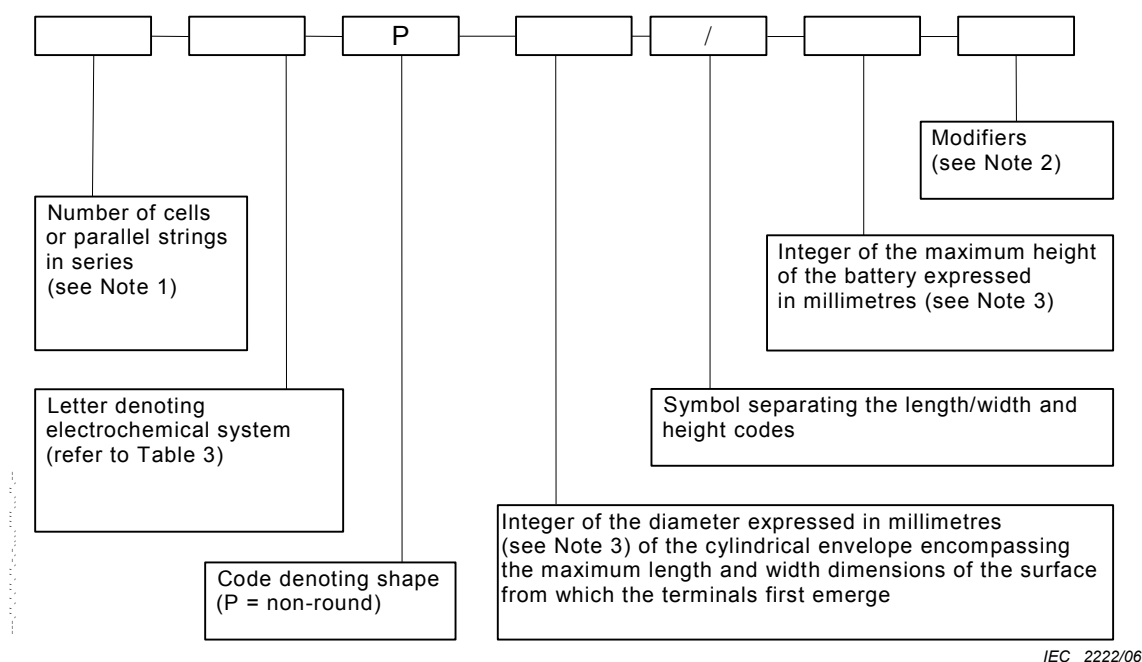 P /
Modifiers
(see Note 2)
Number of cells
or parallel strings
in series
(see Note 1)
Integer of the maximum height
of the battery expressed
in millimetres (see Note 3)
Letter denoting
electrochemical system
(refer to Table 3)
Symbol separating the length/width and
height codes
Integer of the diameter expressed in millimetres
(see Note 3) of the cylindrical envelope encompassing
the maximum length and width dimensions of the surface
from which the terminals first emerge
Code denoting shape
(P = non-round)
IEC 2222/06